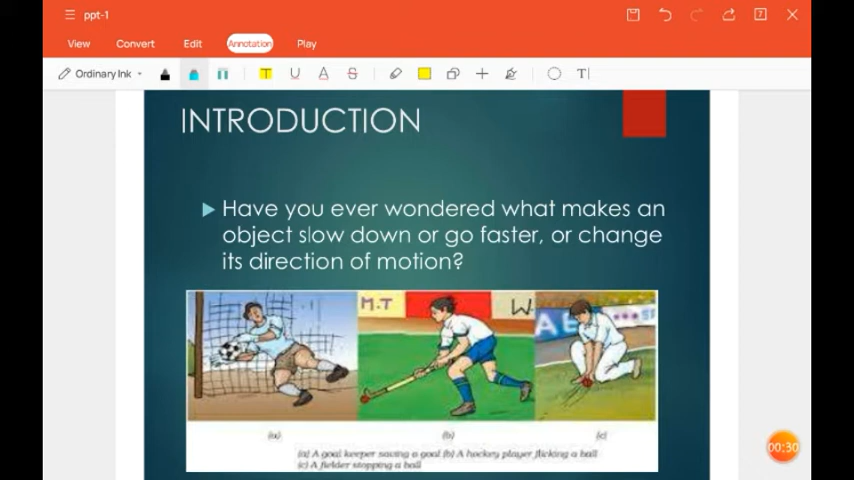 ppt-1
7
View Convert Edit Annotation Play
Ordinary Ink T U A S T
INTRODUCTION
Have you ever wondered what makes an
object slow down or go faster, or change
its direction of motion?
M.T W
A E
(a) (b) (c)
(a) A goal keeper saving a goal (b) A hockey player flicking a ball
(c) A fielder stopping a ball
00:30